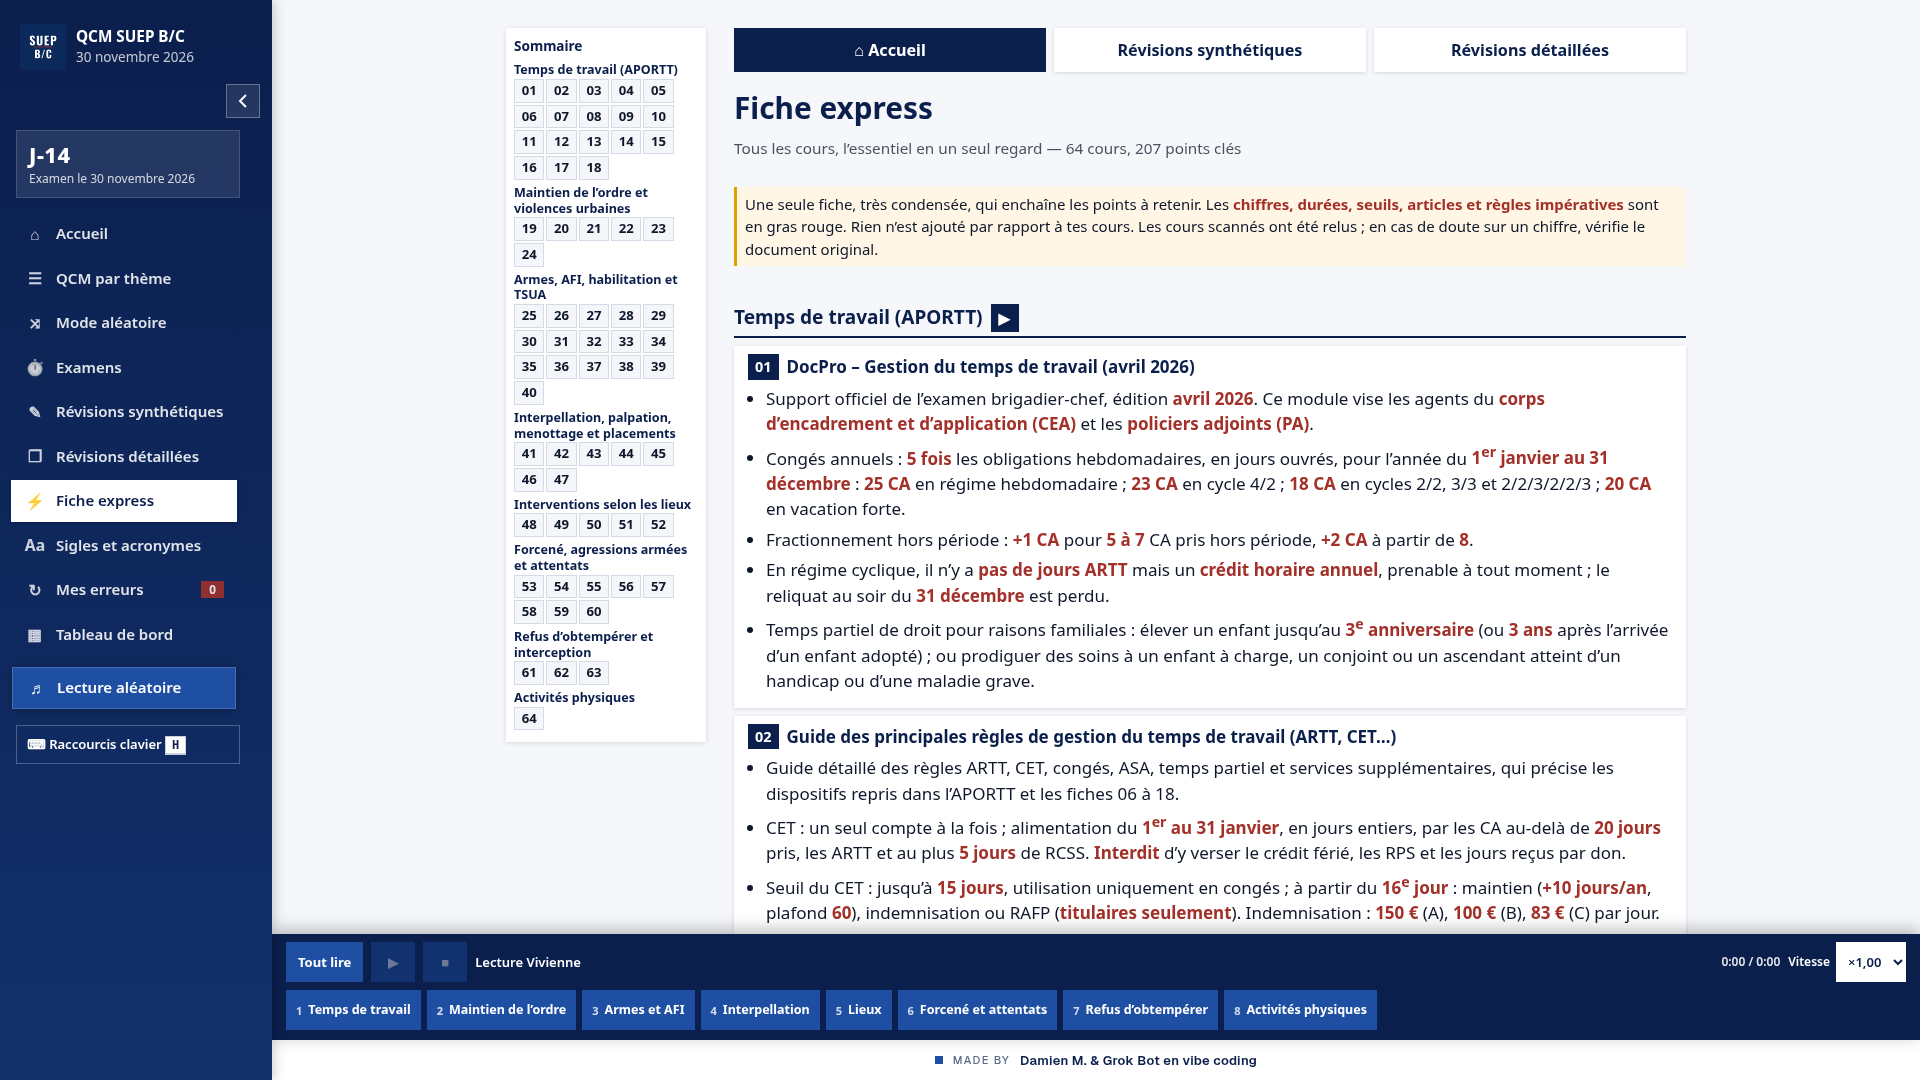 SUEP B/C
QCM SUEP B/C
30 novembre 2026
J-14
Examen le 30 novembre 2026
⌂ Accueil
☰ QCM par thème
Mode aléatoire
⏱ Examens
✎ Révisions synthétiques
❐ Révisions détaillées
⚡ Fiche express
Aa Sigles et acronymes
↻ Mes erreurs 0
▦ Tableau de bord
♬ Lecture aléatoire
⌨ Raccourcis clavier H
Sommaire
Temps de travail (APORTT)
01 02 03 04 05
06 07 08 09 10
11 12 13 14 15
16 17 18
Maintien de l’ordre et
violences urbaines
19 20 21 22 23
24
Armes, AFI, habilitation et
TSUA
25 26 27 28 29
30 31 32 33 34
35 36 37 38 39
40
Interpellation, palpation,
menottage et placements
41 42 43 44 45
46 47
Interventions selon les lieux
48 49 50 51 52
Forcené, agressions armées
et attentats
53 54 55 56 57
58 59 60
Refus d’obtempérer et
interception
61 62 63
Activités physiques
64
⌂ Accueil
Révisions synthétiques
Révisions détaillées
Fiche express
Tous les cours, l’essentiel en un seul regard — 64 cours, 207 points clés
Une seule fiche, très condensée, qui enchaîne les points à retenir. Les chiffres, durées, seuils, articles et règles impératives sont
en gras rouge. Rien n’est ajouté par rapport à tes cours. Les cours scannés ont été relus ; en cas de doute sur un chiffre, vérifie le
document original.
Temps de travail (APORTT) ▶
01 DocPro – Gestion du temps de travail (avril 2026)
• Support officiel de l’examen brigadier-chef, édition avril 2026. Ce module vise les agents du corps
d’encadrement et d’application (CEA) et les policiers adjoints (PA).
• Congés annuels : 5 fois les obligations hebdomadaires, en jours ouvrés, pour l’année du 1er janvier au 31
décembre : 25 CA en régime hebdomadaire ; 23 CA en cycle 4/2 ; 18 CA en cycles 2/2, 3/3 et 2/2/3/2/2/3 ; 20 CA
en vacation forte.
• Fractionnement hors période : +1 CA pour 5 à 7 CA pris hors période, +2 CA à partir de 8.
• En régime cyclique, il n’y a pas de jours ARTT mais un crédit horaire annuel, prenable à tout moment ; le
reliquat au soir du 31 décembre est perdu.
• Temps partiel de droit pour raisons familiales : élever un enfant jusqu’au 3e anniversaire (ou 3 ans après l’arrivée
d’un enfant adopté) ; ou prodiguer des soins à un enfant à charge, un conjoint ou un ascendant atteint d’un
handicap ou d’une maladie grave.
02 Guide des principales règles de gestion du temps de travail (ARTT, CET…)
• Guide détaillé des règles ARTT, CET, congés, ASA, temps partiel et services supplémentaires, qui précise les
dispositifs repris dans l’APORTT et les fiches 06 à 18.
• CET : un seul compte à la fois ; alimentation du 1er au 31 janvier, en jours entiers, par les CA au-delà de 20 jours
pris, les ARTT et au plus 5 jours de RCSS. Interdit d’y verser le crédit férié, les RPS et les jours reçus par don.
• Seuil du CET : jusqu’à 15 jours, utilisation uniquement en congés ; à partir du 16e jour : maintien (+10 jours/an,
plafond 60), indemnisation ou RAFP (titulaires seulement). Indemnisation : 150 € (A), 100 € (B), 83 € (C) par jour.
Tout lire ▶ ■ Lecture Vivienne
0:00 / 0:00 Vitesse ×1,00
1 Temps de travail
2 Maintien de l’ordre
3 Armes et AFI
4 Interpellation
5 Lieux
6 Forcené et attentats
7 Refus d’obtempérer
8 Activités physiques
MADE BY Damien M. & Grok Bot en vibe coding